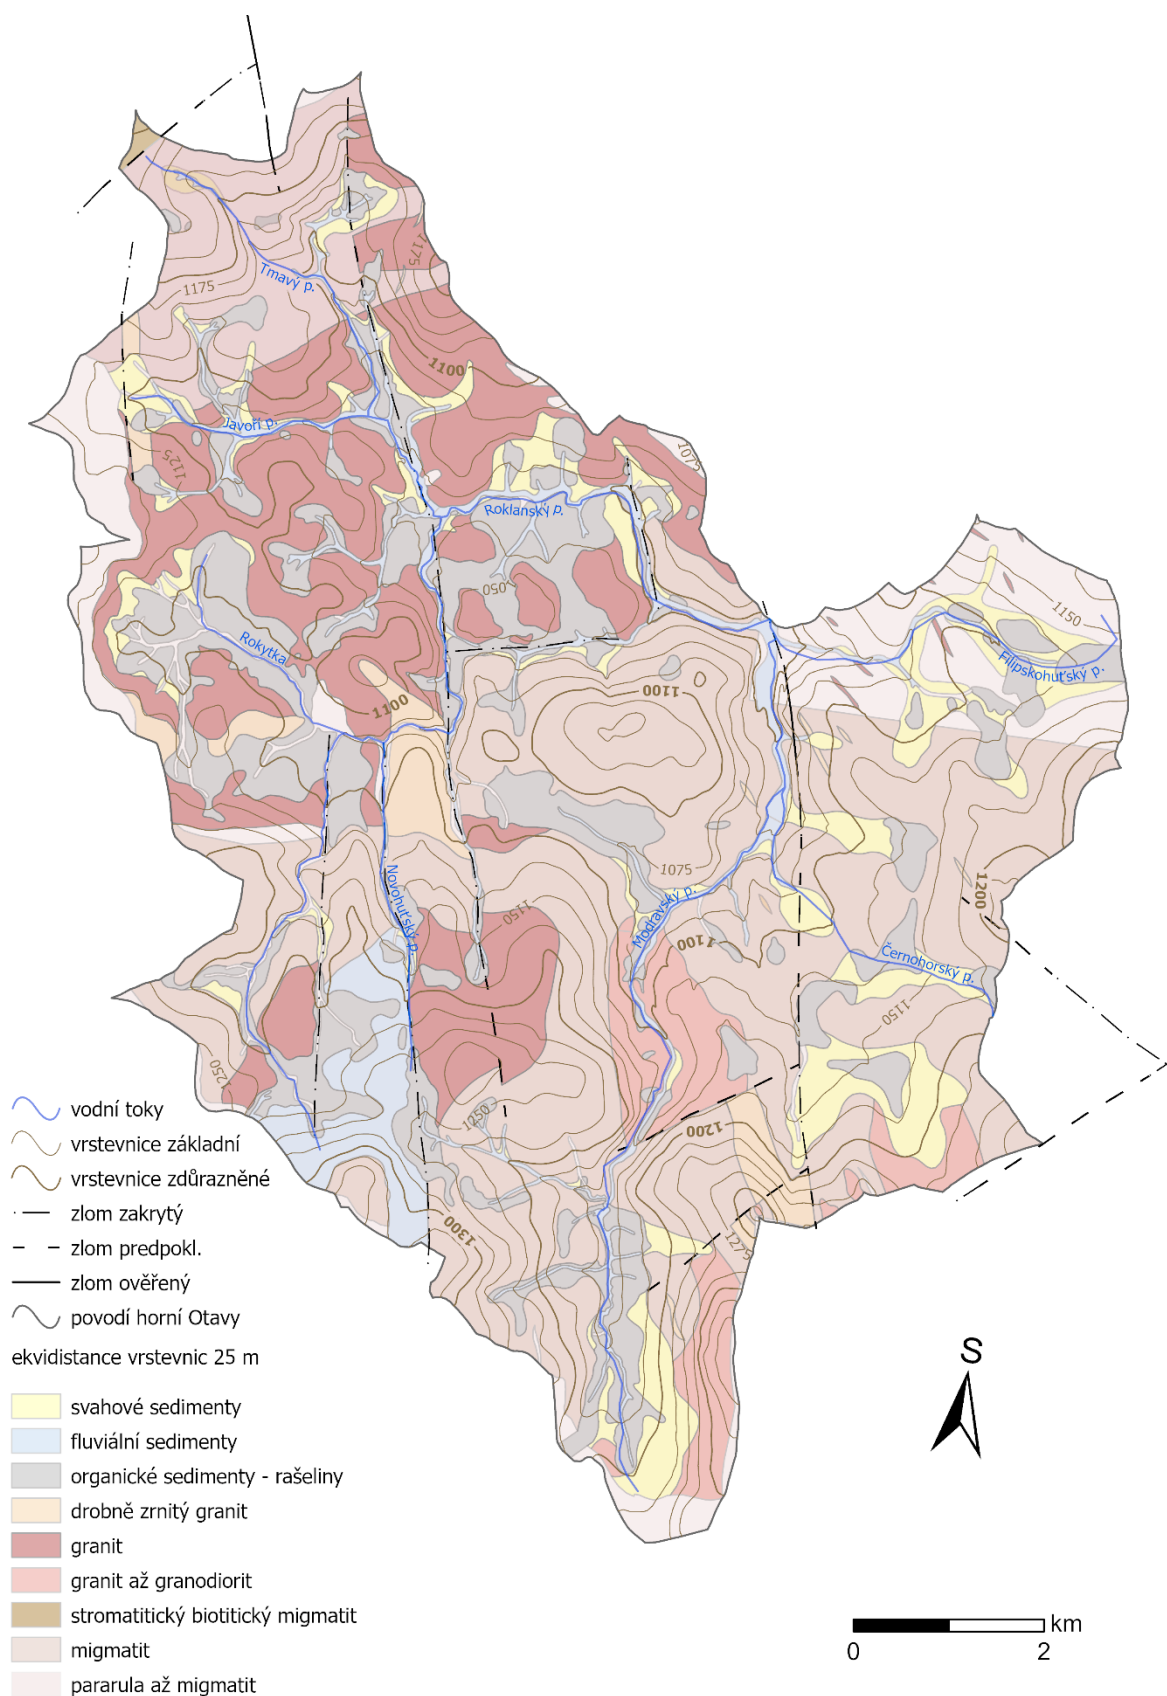 1175
1175
Tmavý p.
1100
Javoří p.
1125
1075
Roklanský p.
1050
1150
Rokytka
Filipskohuťský p.
1100
1100
1075
1200
Novohuťský p.
1150
Modravský p.
1100
Černohorský p.
1150
1250
1250
1200
1300
1275
vodní toky
vrstevnice základní
vrstevnice zdůrazněné
zlom zakrytý
zlom predpokl.
zlom ověřený
povodí horní Otavy
ekvidistance vrstevnic 25 m
svahové sedimenty
fluviální sedimenty
organické sedimenty - rašeliny
drobně zrnitý granit
granit
granit až granodiorit
stromatitický biotitický migmatit
migmatit
pararula až migmatit
S
km
0 2